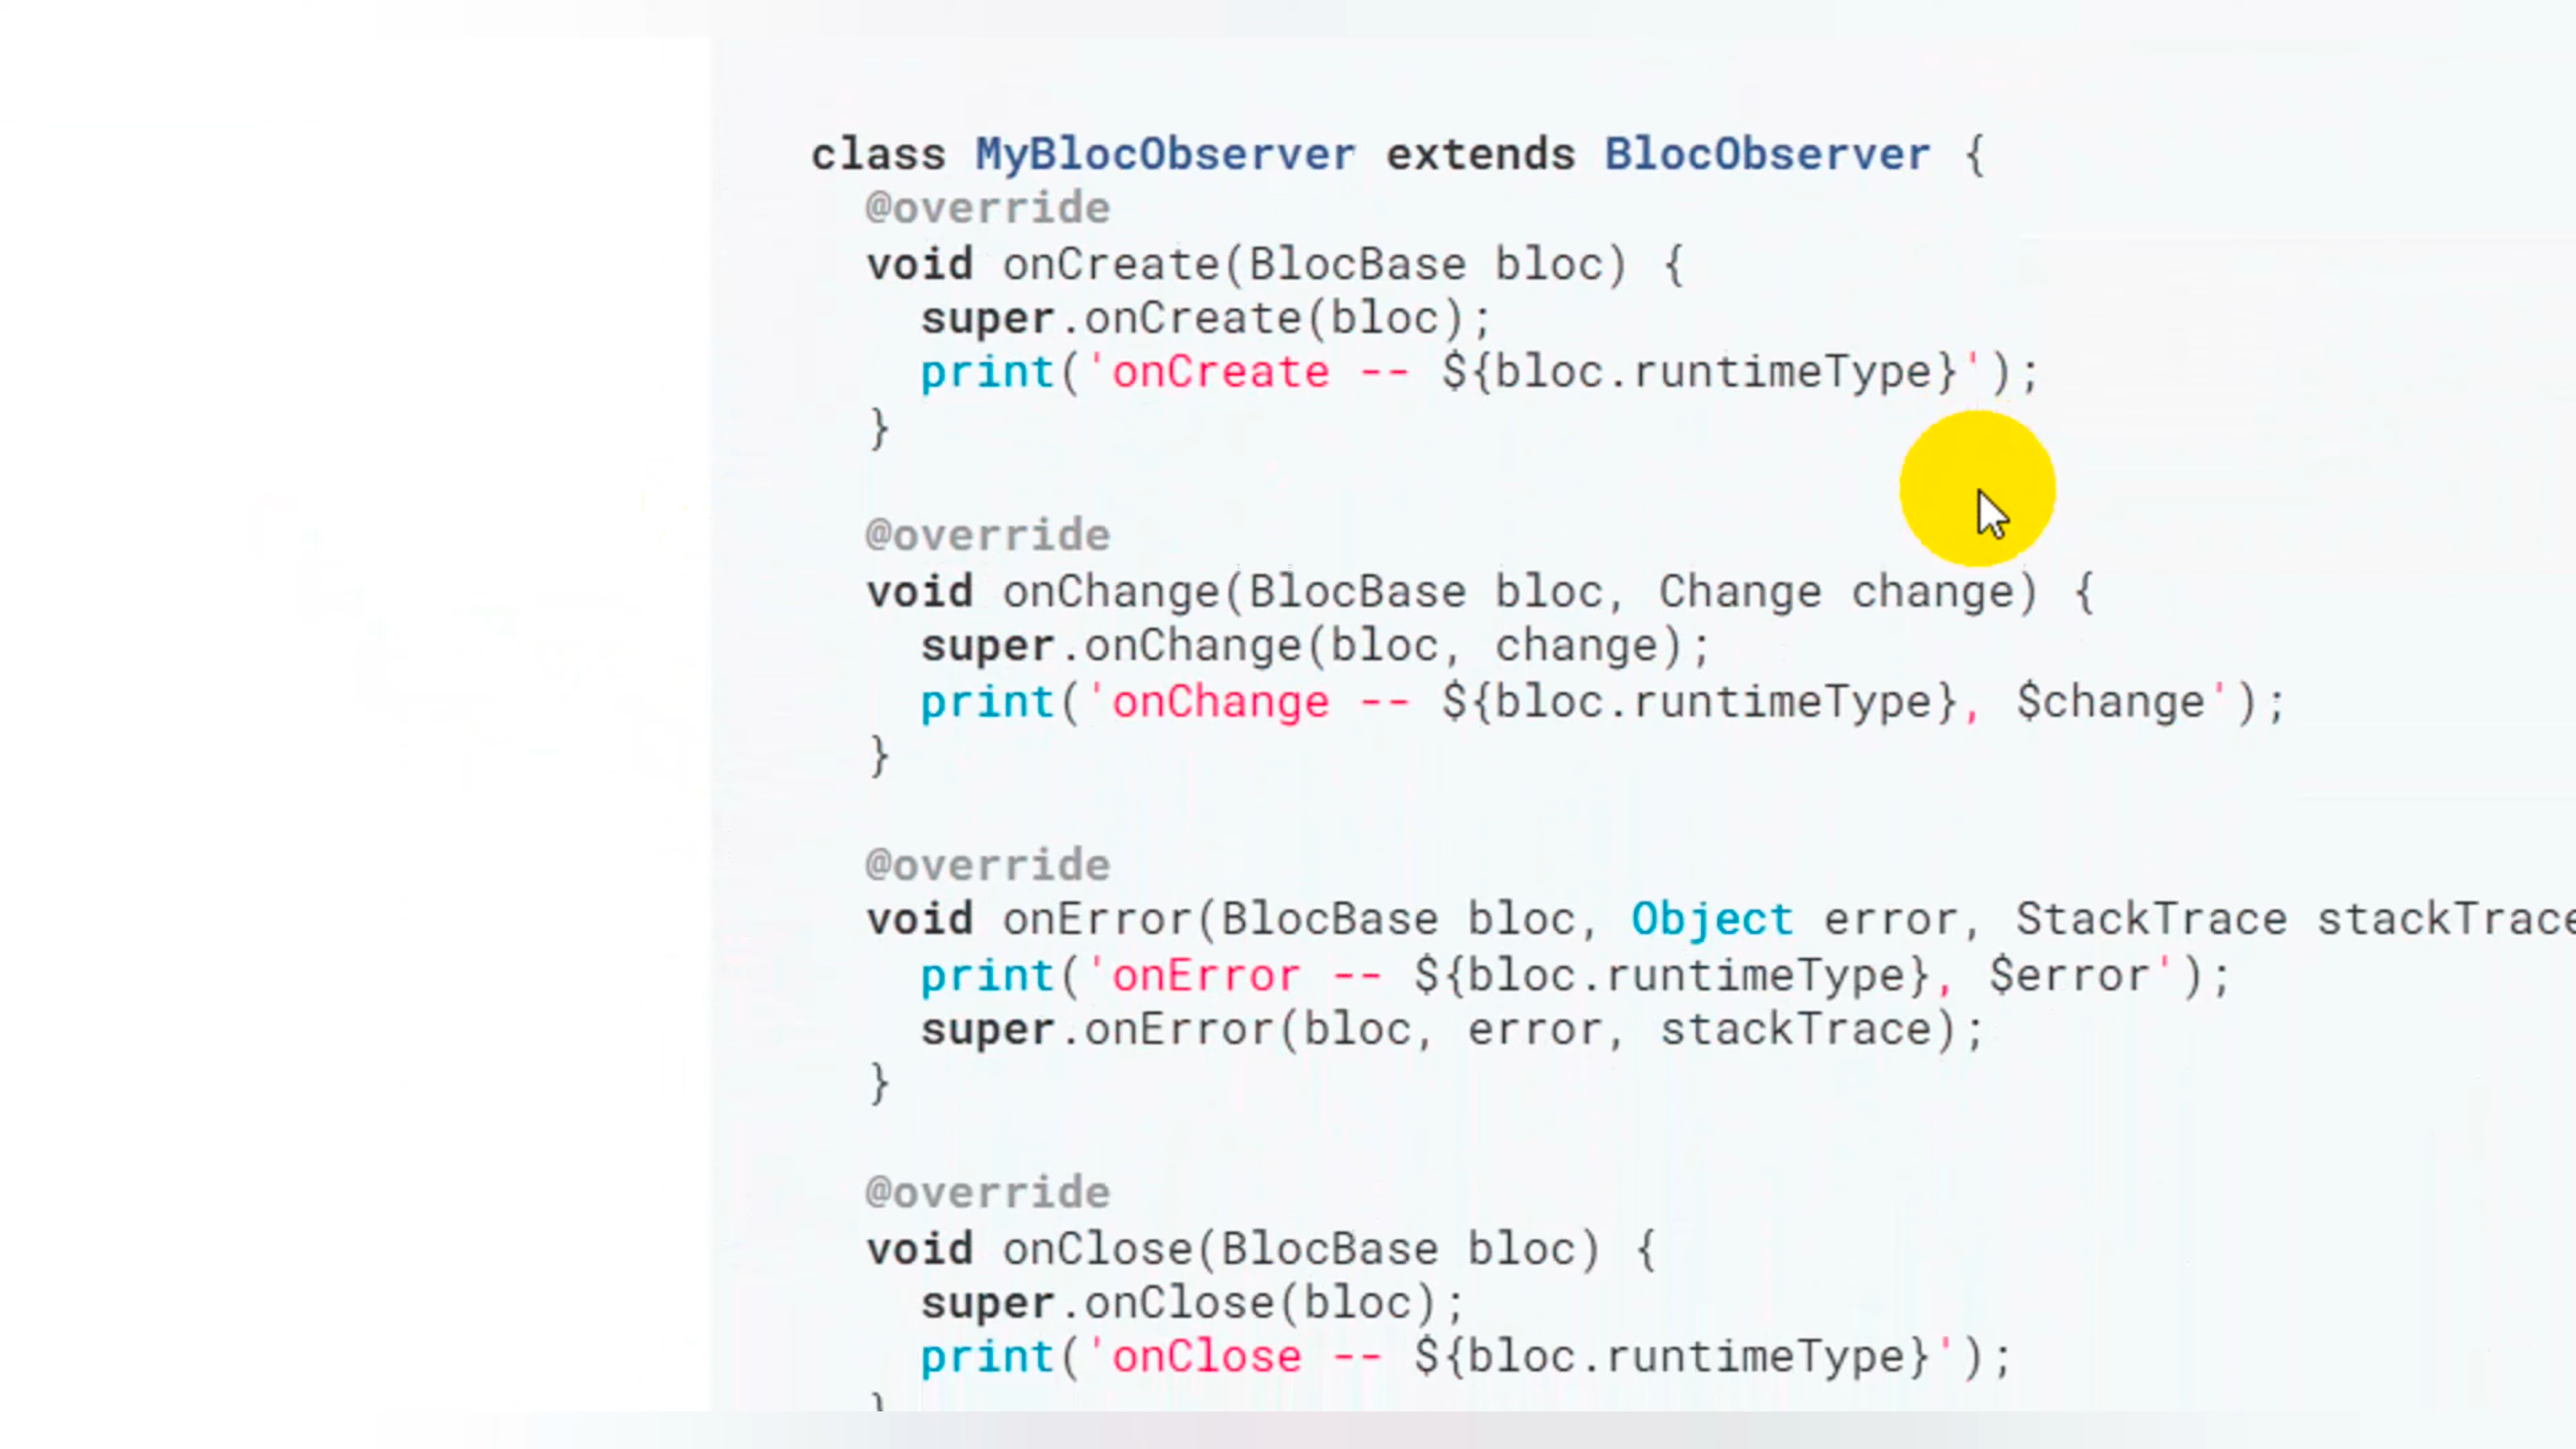 class MyBlocObserver extends BlocObserver {
@override
void onCreate(BlocBase bloc) {
super.onCreate(bloc);
print('onCreate -- ${bloc.runtimeType}');
}
@override
void onChange(BlocBase bloc, Change change) {
super.onChange(bloc, change);
print('onChange -- ${bloc.runtimeType}, $change');
}
@override
void onError(BlocBase bloc, Object error, StackTrace stackTrace
print('onError -- ${bloc.runtimeType}, $error');
super.onError(bloc, error, stackTrace);
}
@override
void onClose(BlocBase bloc) {
super.onClose(bloc);
print('onClose -- ${bloc.runtimeType}');
}